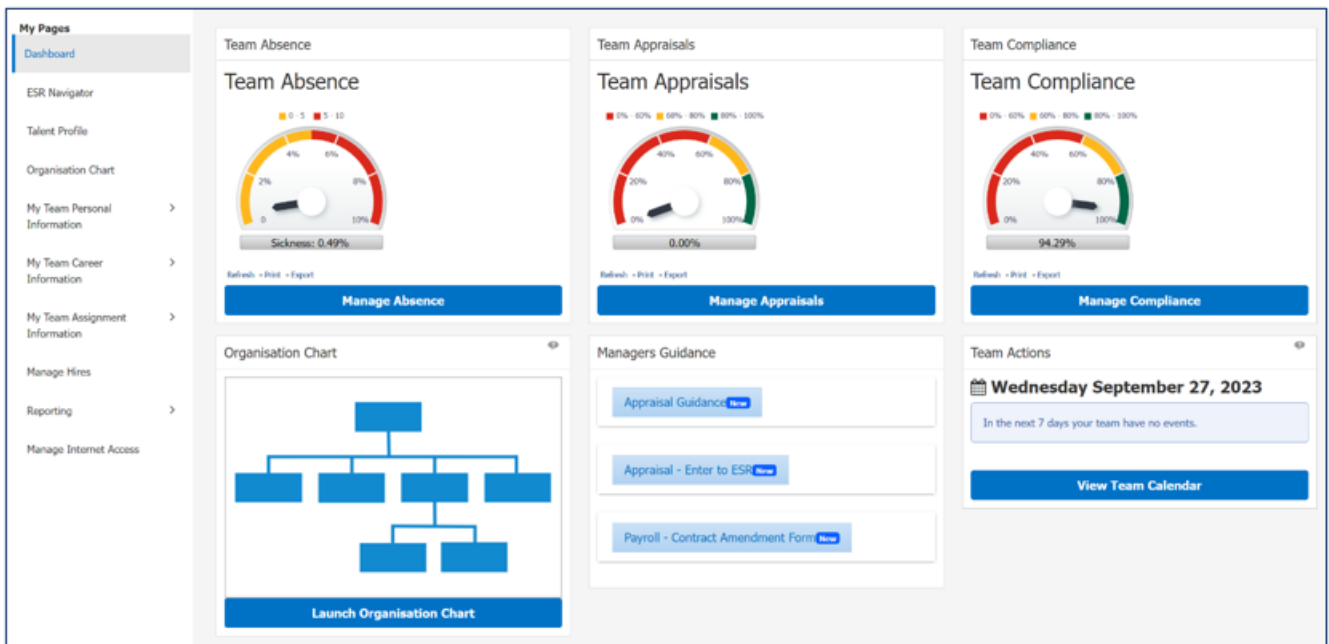 My Pages
Dashboard
ESR Navigator
Talent Profile
Organisation Chart
My Team Personal
Information
My Team Career
Information
My Team Assignment
Information
Manage Hires
Reporting
Manage Internet Access
Team Absence
Team Absence
0 - 5 5 - 10
0
2%
4%
6%
8%
10%
Sickness: 0.49%
Refresh - Print - Export
Manage Absence
Team Appraisals
Team Appraisals
0% - 60% 60% - 80% 80% - 100%
0%
20%
40%
60%
80%
100%
0.00%
Refresh - Print - Export
Manage Appraisals
Team Compliance
Team Compliance
0% - 60% 60% - 80% 80% - 100%
0%
20%
40%
60%
80%
100%
94.29%
Refresh - Print - Export
Manage Compliance
Organisation Chart
Launch Organisation Chart
Managers Guidance
Appraisal Guidance New
Appraisal - Enter to ESR New
Payroll - Contract Amendment Form New
Team Actions
Wednesday September 27, 2023
In the next 7 days your team have no events.
View Team Calendar